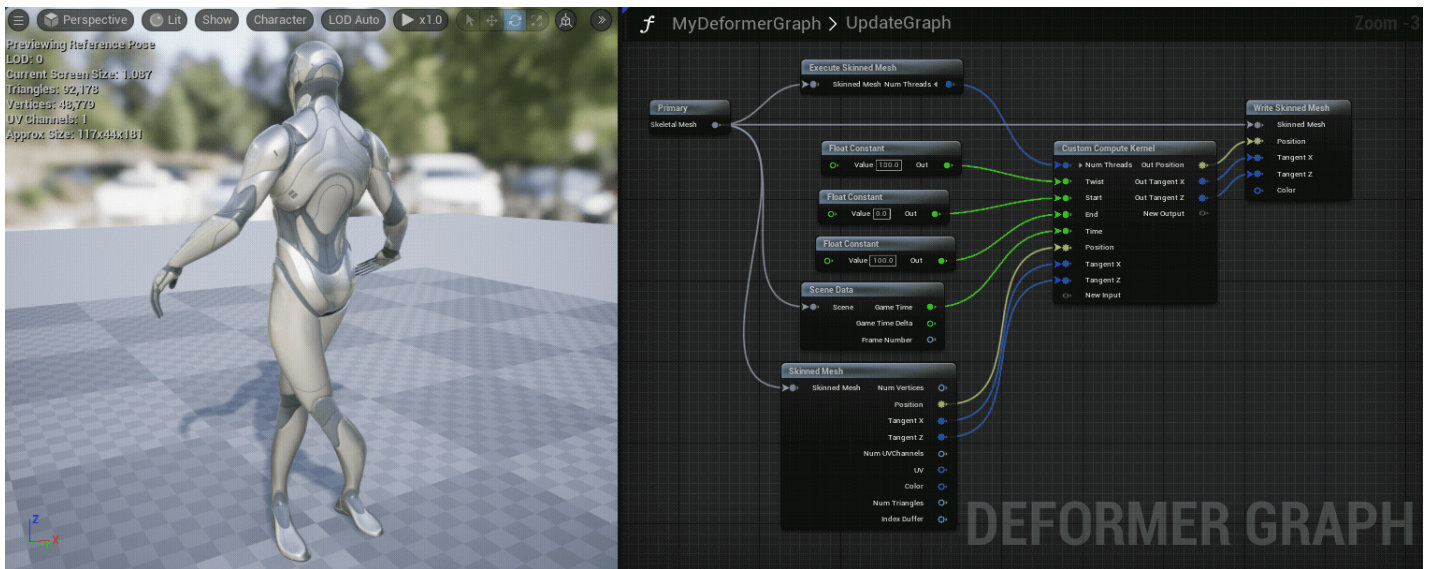 Perspective Lit Show Character LOD Auto x1.0
Previewing Reference Pose
LOD: 0
Current Screen Size: 1.087
Triangles: 92,178
Vertices: 48,779
UV Channels: 1
Approx Size: 117x44x181
Z
X
MyDeformerGraph > UpdateGraph
Zoom -3
Execute Skinned Mesh
Skinned Mesh Num Threads
Primary
Skeletal Mesh
Float Constant
Value 100.0 Out
Float Constant
Value 0.0 Out
Float Constant
Value 100.0 Out
Scene Data
Scene Game Time
Game Time Delta
Frame Number
Skinned Mesh
Skinned Mesh Num Vertices
Position
Tangent X
Tangent Z
Num UVChannels
UV
Color
Num Triangles
Index Buffer
Custom Compute Kernel
Num Threads Out Position
Twist Out Tangent X
Start Out Tangent Z
End New Output
Time
Position
Tangent X
Tangent Z
New Input
Write Skinned Mesh
Skinned Mesh
Position
Tangent X
Tangent Z
Color
DEFORMER GRAPH